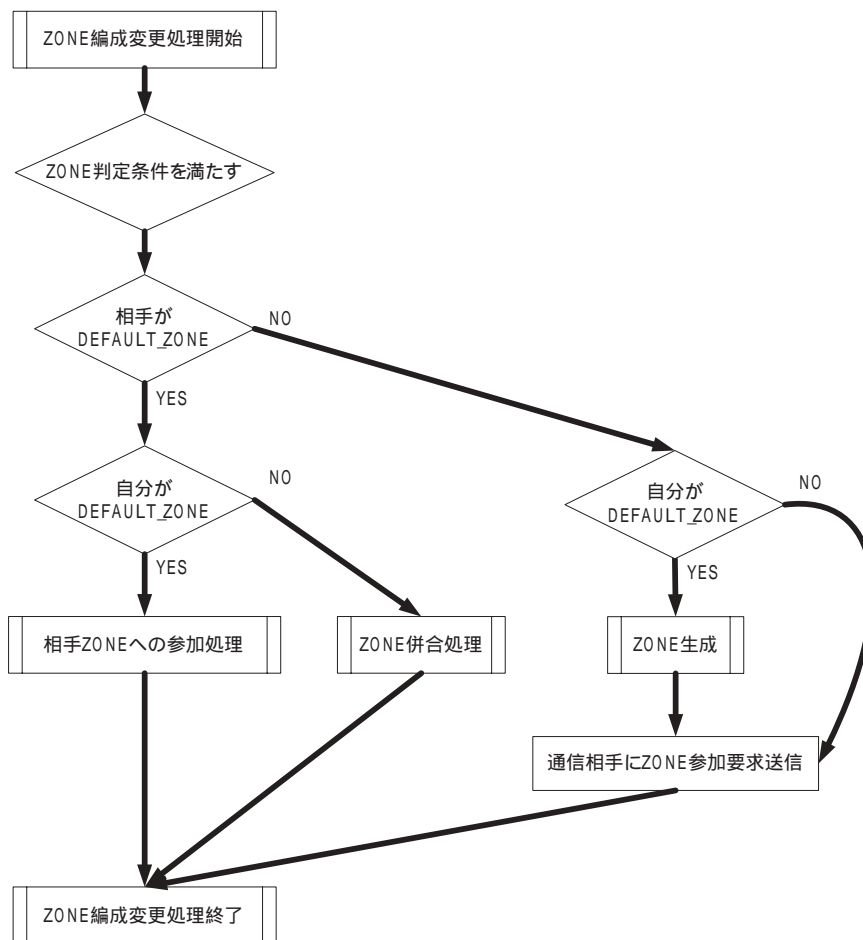 ZONE編成変更処理開始
ZONE判定条件を満たす
相手が
DEFAULT_ZONE
NO
YES
自分が
DEFAULT_ZONE
NO
YES
自分が
DEFAULT_ZONE
NO
YES
相手ZONEへの参加処理
ZONE併合処理
ZONE生成
通信相手にZONE参加要求送信
ZONE編成変更処理終了